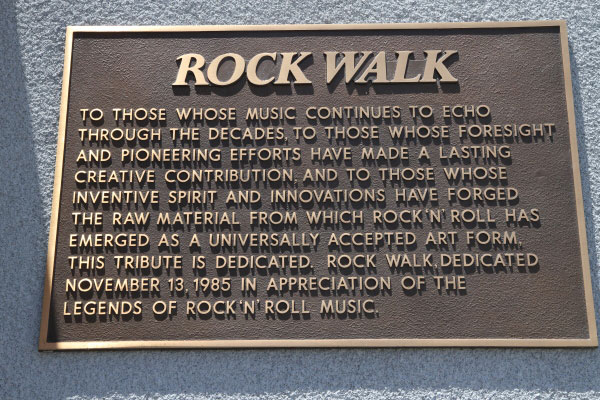 ROCK WALK
TO THOSE WHOSE MUSIC CONTINUES TO ECHO
THROUGH THE DECADES, TO THOSE WHOSE FORESIGHT
AND PIONEERING EFFORTS HAVE MADE A LASTING
CREATIVE CONTRIBUTION, AND TO THOSE WHOSE
INVENTIVE SPIRIT AND INNOVATIONS HAVE FORGED
THE RAW MATERIAL FROM WHICH ROCK 'N' ROLL HAS
EMERGED AS A UNIVERSALLY ACCEPTED ART FORM,
THIS TRIBUTE IS DEDICATED. ROCK WALK, DEDICATED
NOVEMBER 13, 1985 IN APPRECIATION OF THE
LEGENDS OF ROCK 'N' ROLL MUSIC.